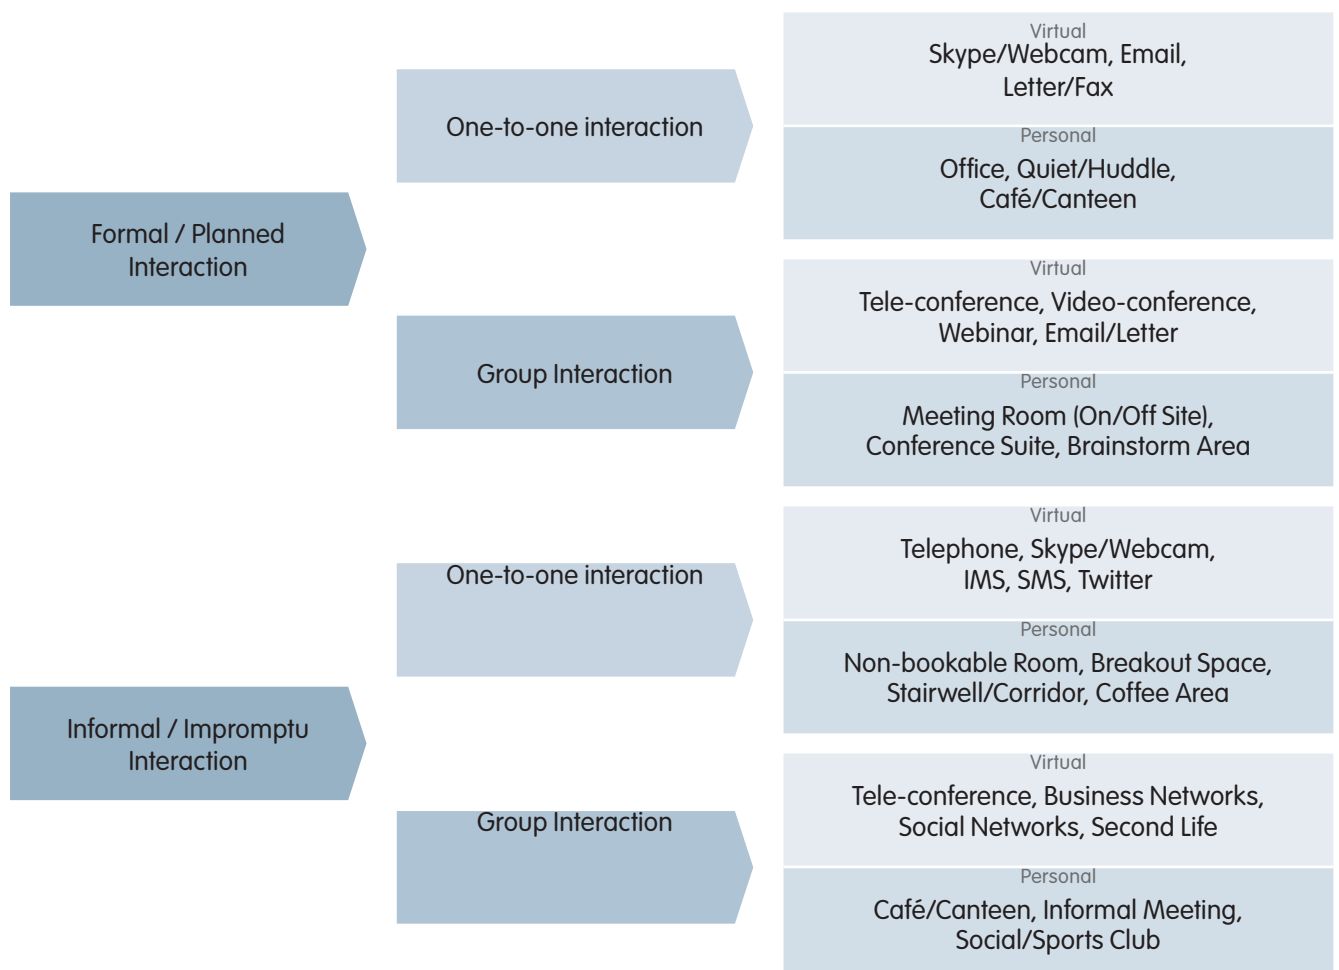 Formal / Planned
Interaction
One-to-one interaction
Virtual
Skype/Webcam, Email,
Letter/Fax
Personal
Office, Quiet/Huddle,
Café/Canteen
Group Interaction
Virtual
Tele-conference, Video-conference,
Webinar, Email/Letter
Personal
Meeting Room (On/Off Site),
Conference Suite, Brainstorm Area
Informal / Impromptu
Interaction
One-to-one interaction
Virtual
Telephone, Skype/Webcam,
IMS, SMS, Twitter
Personal
Non-bookable Room, Breakout Space,
Stairwell/Corridor, Coffee Area
Group Interaction
Virtual
Tele-conference, Business Networks,
Social Networks, Second Life
Personal
Café/Canteen, Informal Meeting,
Social/Sports Club